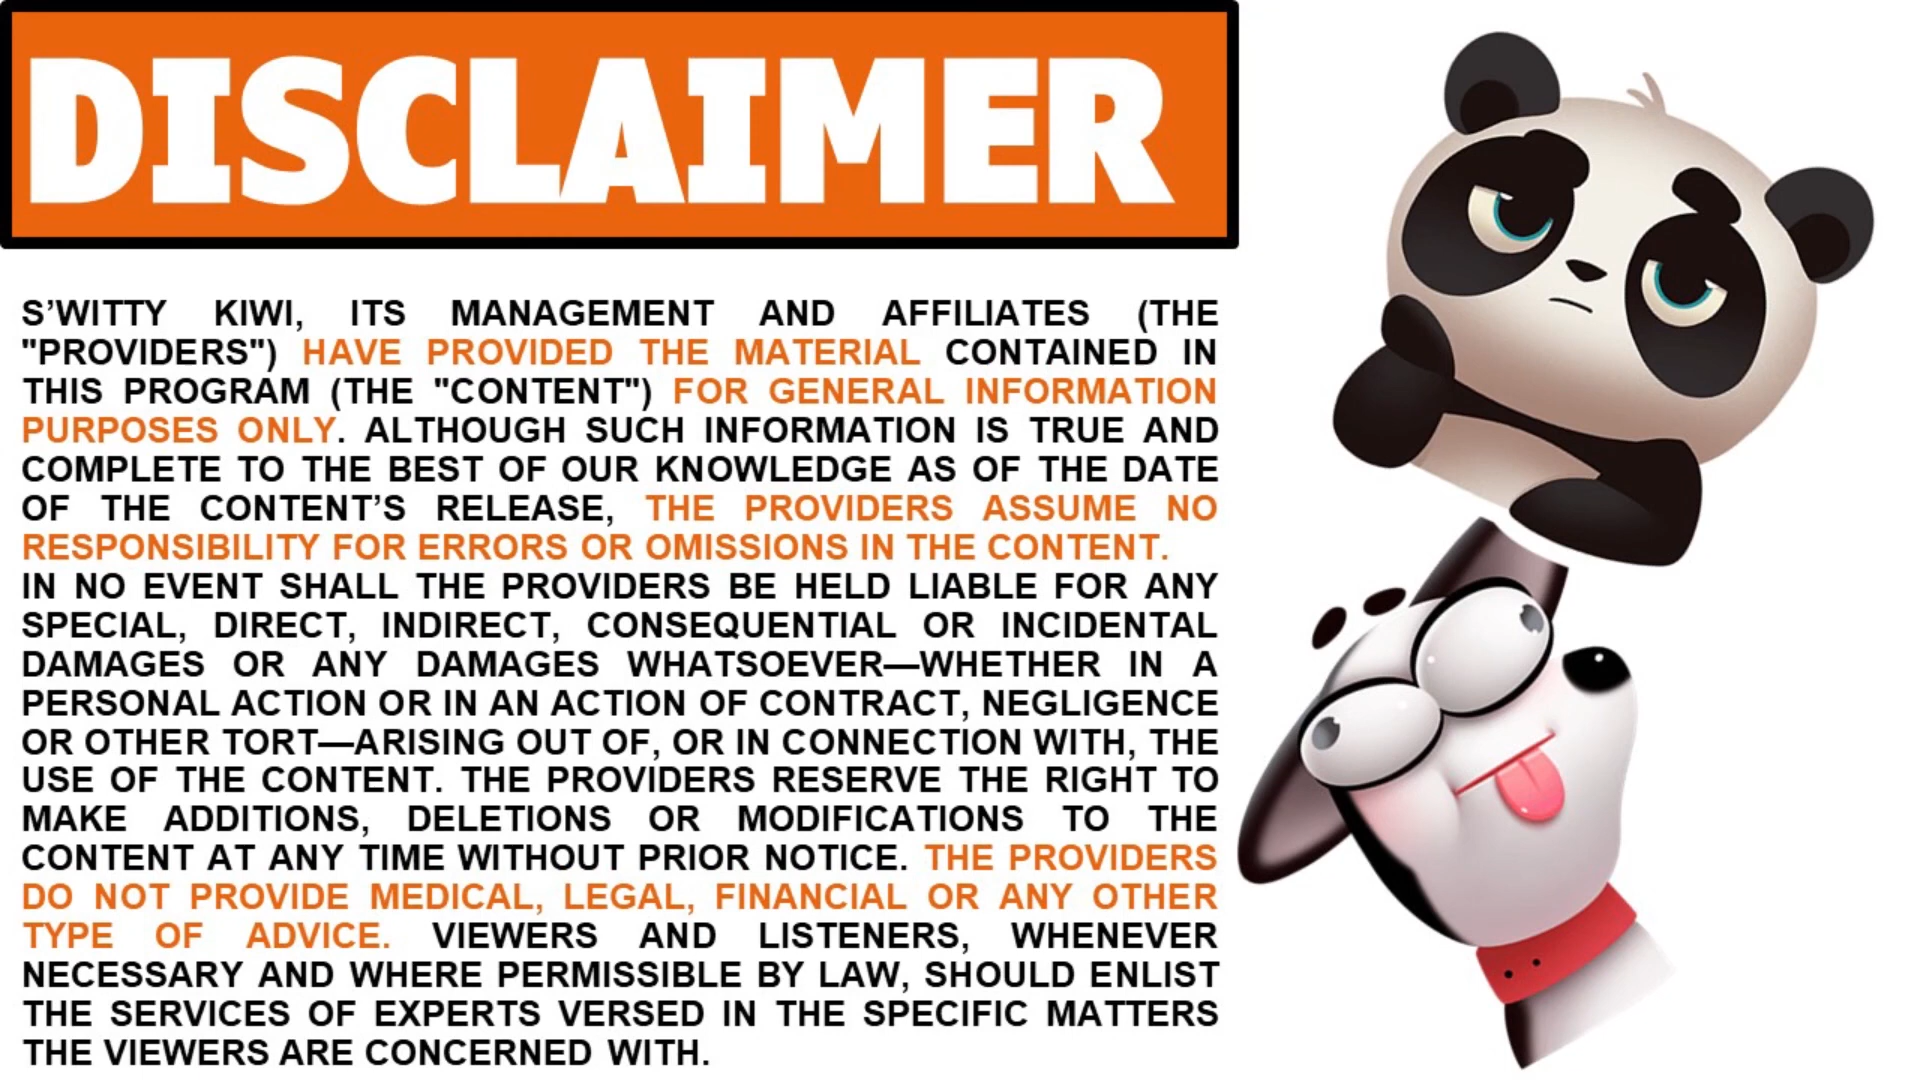 DISCLAIMER
S’WITTY KIWI, ITS MANAGEMENT AND AFFILIATES (THE
"PROVIDERS") HAVE PROVIDED THE MATERIAL CONTAINED IN
THIS PROGRAM (THE "CONTENT") FOR GENERAL INFORMATION
PURPOSES ONLY. ALTHOUGH SUCH INFORMATION IS TRUE AND
COMPLETE TO THE BEST OF OUR KNOWLEDGE AS OF THE DATE
OF THE CONTENT’S RELEASE, THE PROVIDERS ASSUME NO
RESPONSIBILITY FOR ERRORS OR OMISSIONS IN THE CONTENT.
IN NO EVENT SHALL THE PROVIDERS BE HELD LIABLE FOR ANY
SPECIAL, DIRECT, INDIRECT, CONSEQUENTIAL OR INCIDENTAL
DAMAGES OR ANY DAMAGES WHATSOEVER—WHETHER IN A
PERSONAL ACTION OR IN AN ACTION OF CONTRACT, NEGLIGENCE
OR OTHER TORT—ARISING OUT OF, OR IN CONNECTION WITH, THE
USE OF THE CONTENT. THE PROVIDERS RESERVE THE RIGHT TO
MAKE ADDITIONS, DELETIONS OR MODIFICATIONS TO THE
CONTENT AT ANY TIME WITHOUT PRIOR NOTICE. THE PROVIDERS
DO NOT PROVIDE MEDICAL, LEGAL, FINANCIAL OR ANY OTHER
TYPE OF ADVICE. VIEWERS AND LISTENERS, WHENEVER
NECESSARY AND WHERE PERMISSIBLE BY LAW, SHOULD ENLIST
THE SERVICES OF EXPERTS VERSED IN THE SPECIFIC MATTERS
THE VIEWERS ARE CONCERNED WITH.